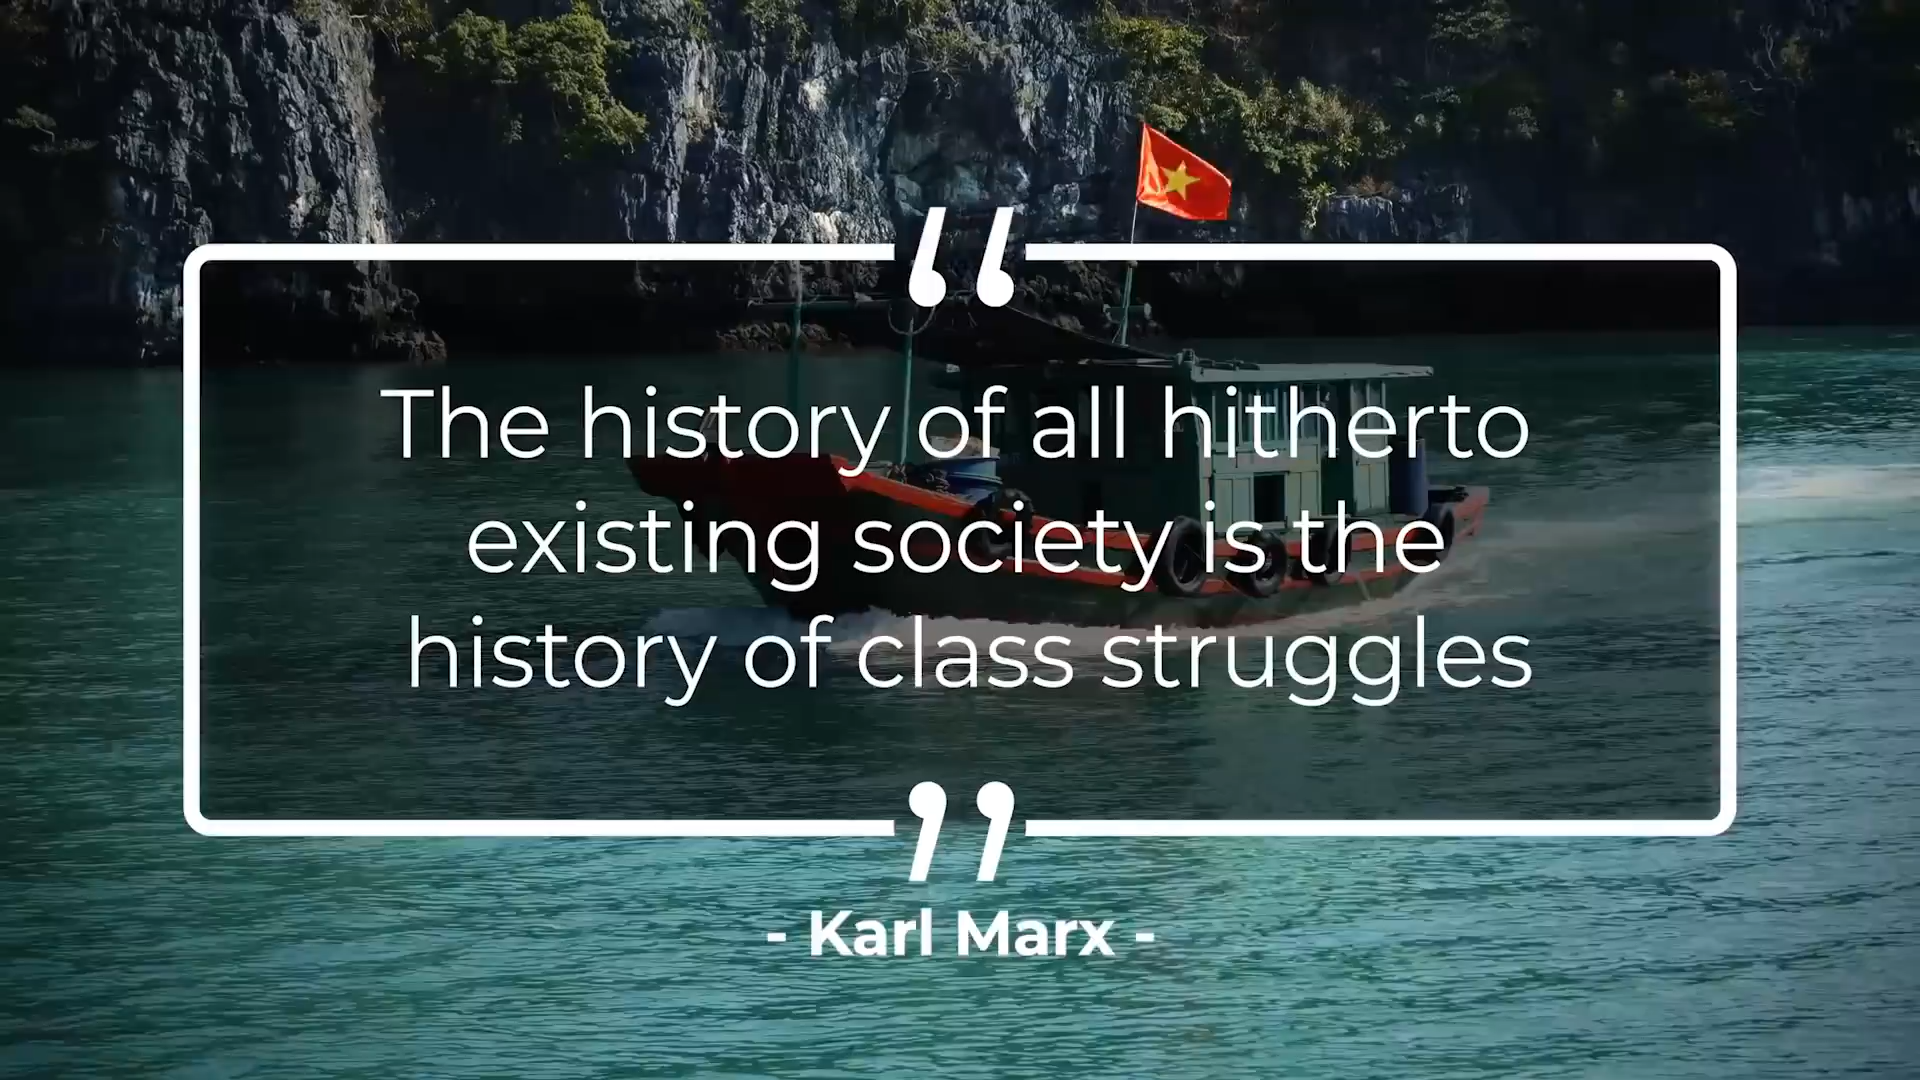 “
The history of all hitherto
existing society is the
history of class struggles
”
- Karl Marx -